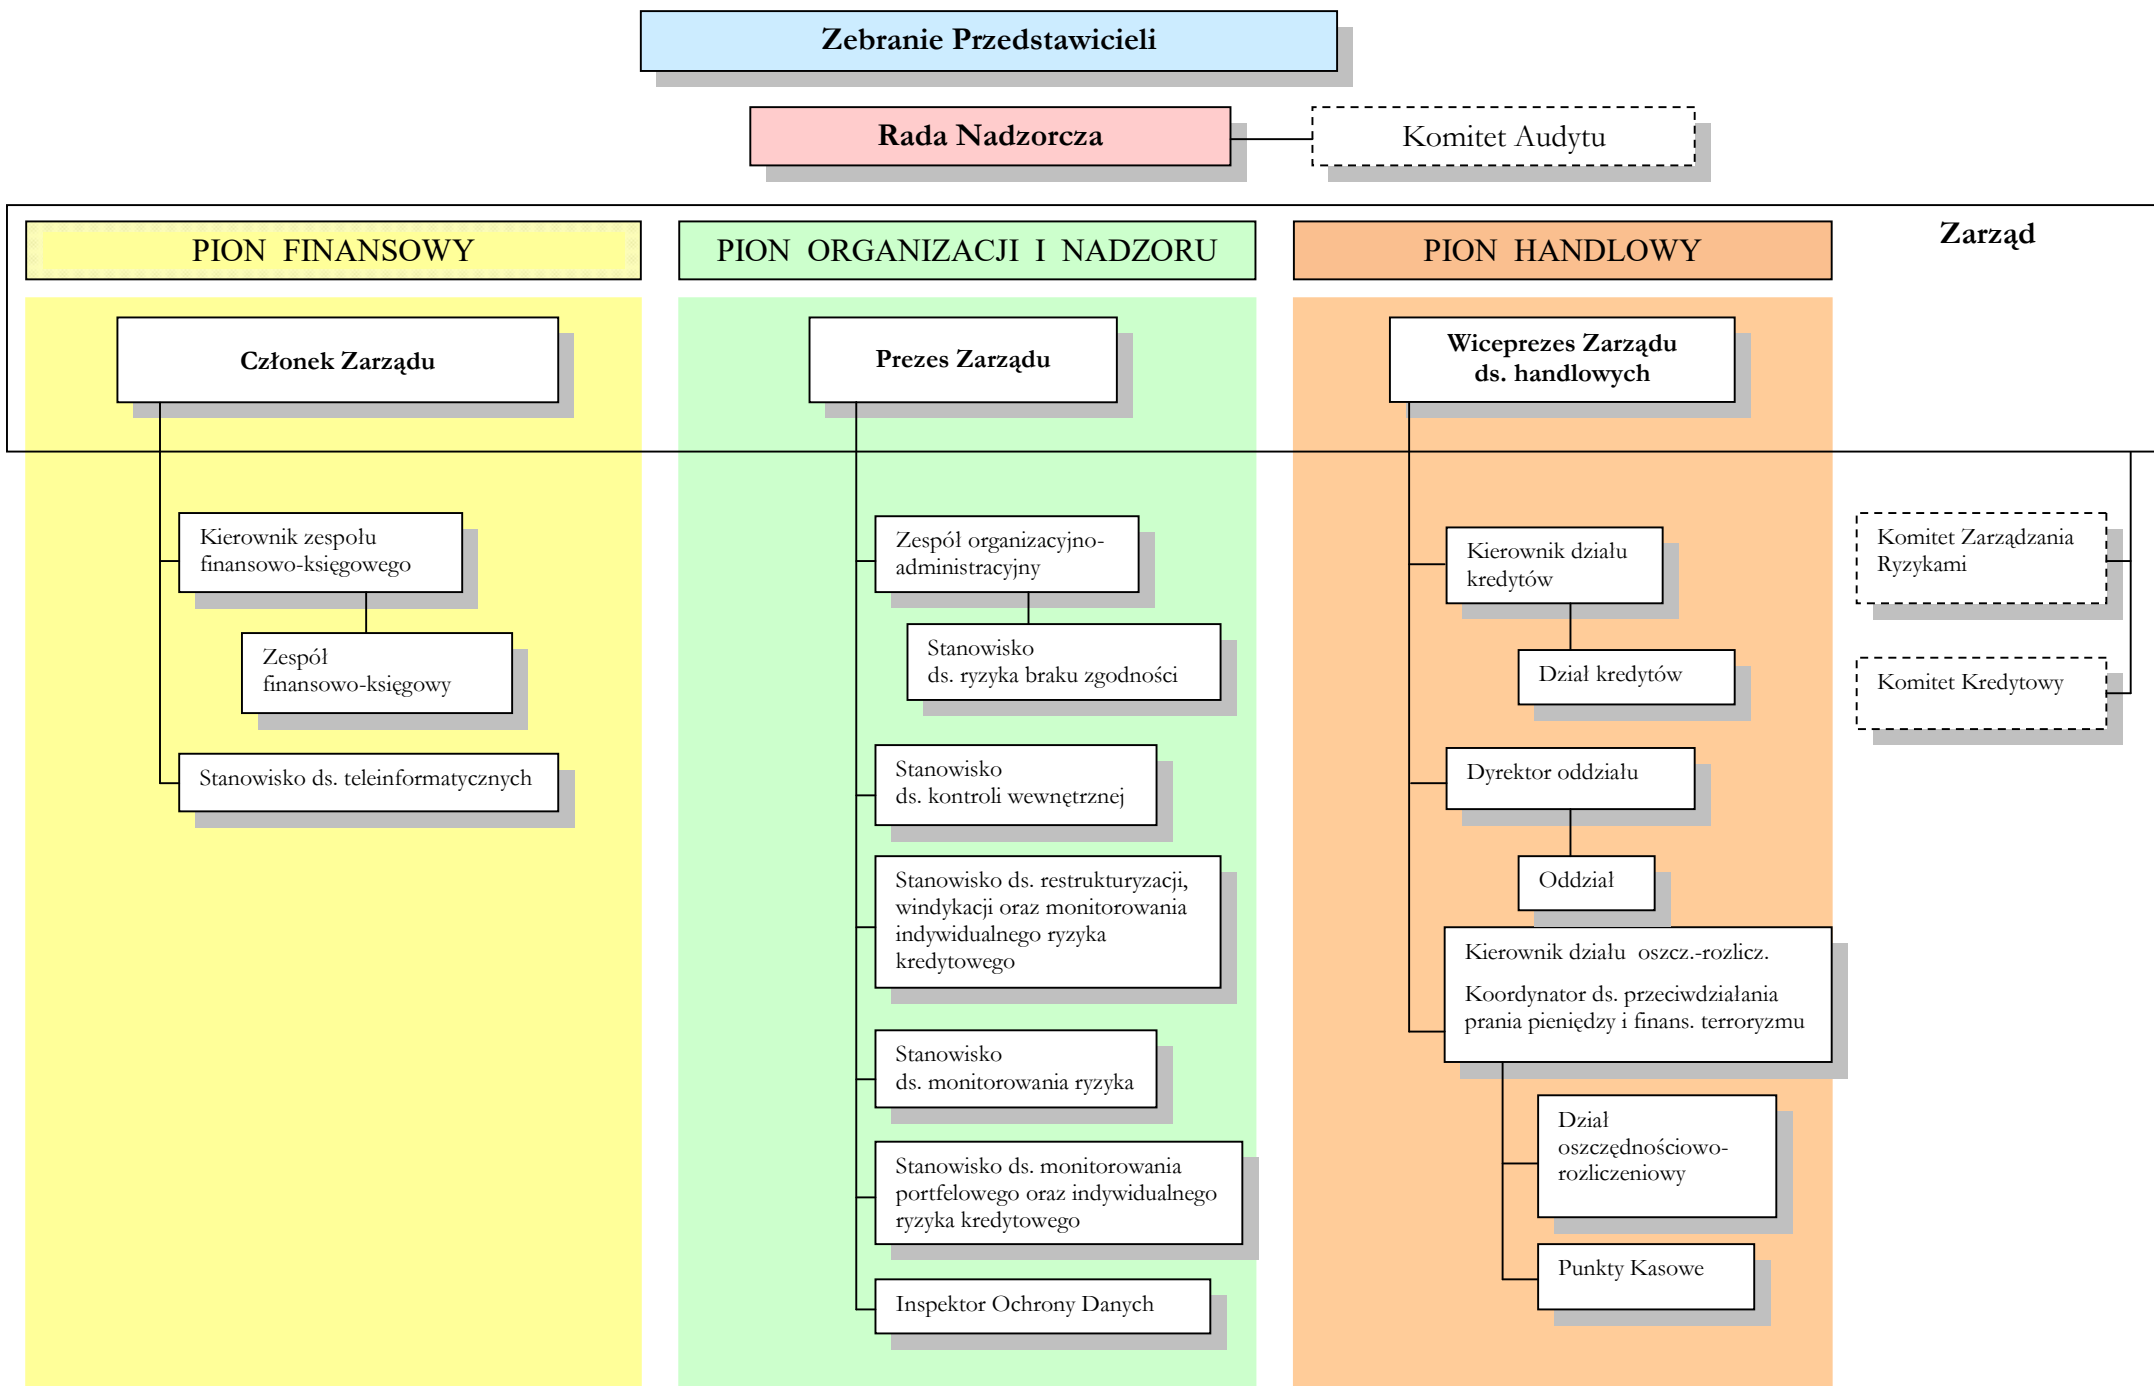 Zebranie Przedstawicieli
Rada Nadzorcza
Komitet Audytu
Zarząd
PION FINANSOWY
Członek Zarządu
Kierownik zespołu
finansowo-księgowego
Zespół
finansowo-księgowy
Stanowisko ds. teleinformatycznych
PION ORGANIZACJI I NADZORU
Prezes Zarządu
Zespół organizacyjno-
administracyjny
Stanowisko
ds. ryzyka braku zgodności
Stanowisko
ds. kontroli wewnętrznej
Stanowisko ds. restrukturyzacji,
windykacji oraz monitorowania
indywidualnego ryzyka
kredytowego
Stanowisko
ds. monitorowania ryzyka
Stanowisko ds. monitorowania
portfelowego oraz indywidualnego
ryzyka kredytowego
Inspektor Ochrony Danych
PION HANDLOWY
Wiceprezes Zarządu
ds. handlowych
Kierownik działu
kredytów
Dział kredytów
Dyrektor oddziału
Oddział
Kierownik działu oszcz.-rozlicz.
Koordynator ds. przeciwdziałania
prania pieniędzy i finans. terroryzmu
Dział
oszczędnościowo-
rozliczeniowy
Punkty Kasowe
Komitet Zarządzania
Ryzykami
Komitet Kredytowy